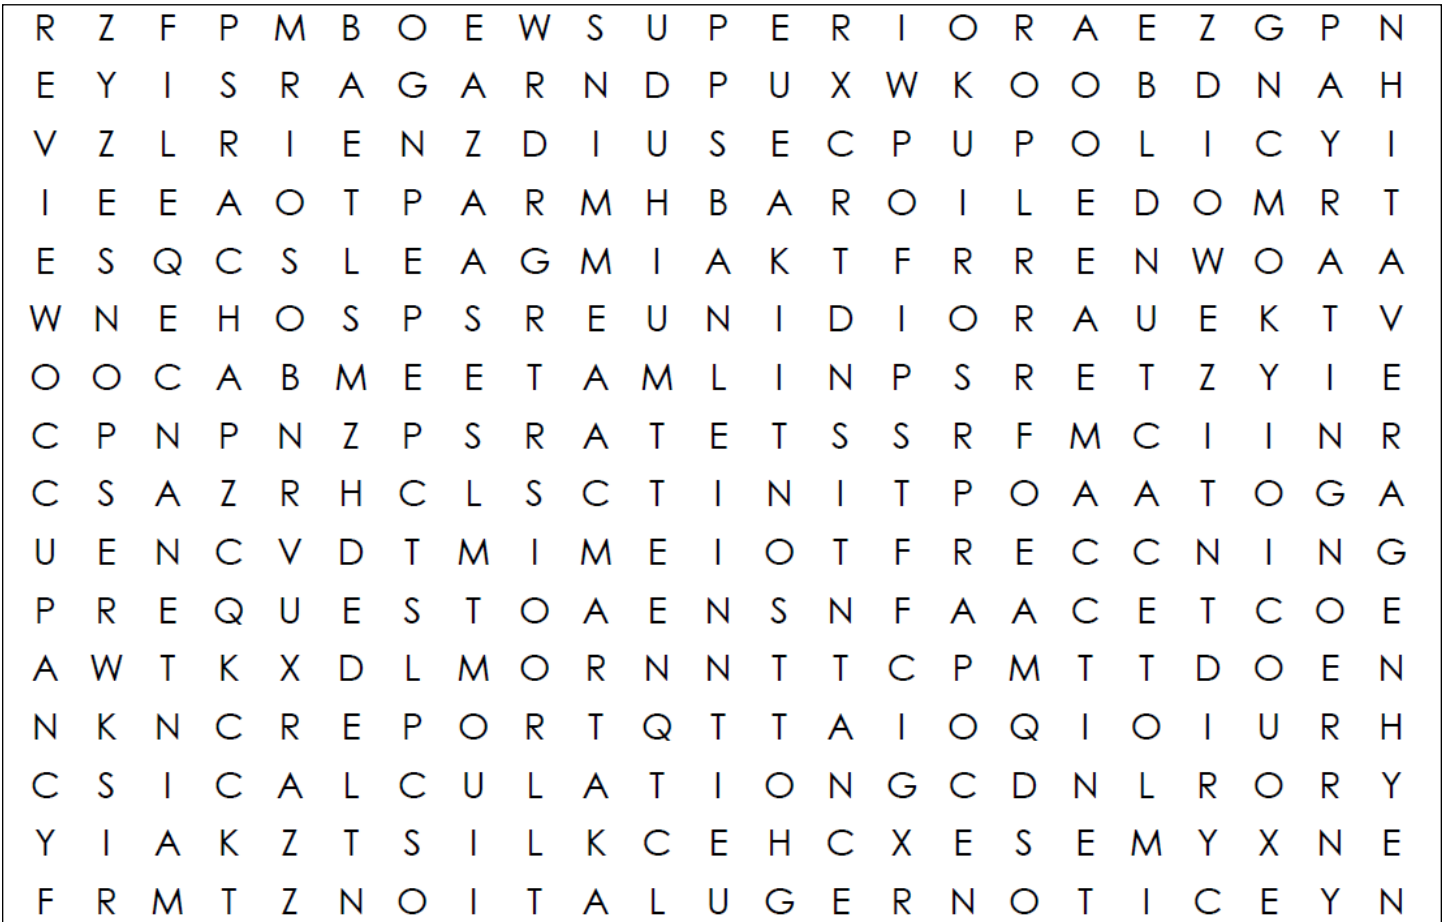 R Z F P M B O E W S U P E R I O R A E Z G P N
E Y I S R A G A R N D P U X W K O O B D N A H
V Z L R I E N Z D I U S E C P U P O L I C Y I
I E E A O T P A R M H B A R O I L E D O M R T
E S Q C S L E A G M I A K T F R R E N W O A A
W N E H O S P S R E U N I D I O R A U E K T V
O O C A B M E E T A M L I N P S R E T Z Y I E
C P N P N Z P S R A T E T S S R F M C I I N R
C S A Z R H C L S C T I N I T P O A A T O G A
U E N C V D T M I M E I O T F R E C C N I N G
P R E Q U E S T O A E N S N F A A C E T C O E
A W T K X D L M O R N N T T C P M T T D O E N
N K N C R E P O R T Q T T A I O Q I O I U R H
C S I C A L C U L A T I O N G C D N L R O R Y
Y I A K Z T S I L K C E H C X E S E M Y X N E
F R M T Z N O I T A L U G E R N O T I C E Y N